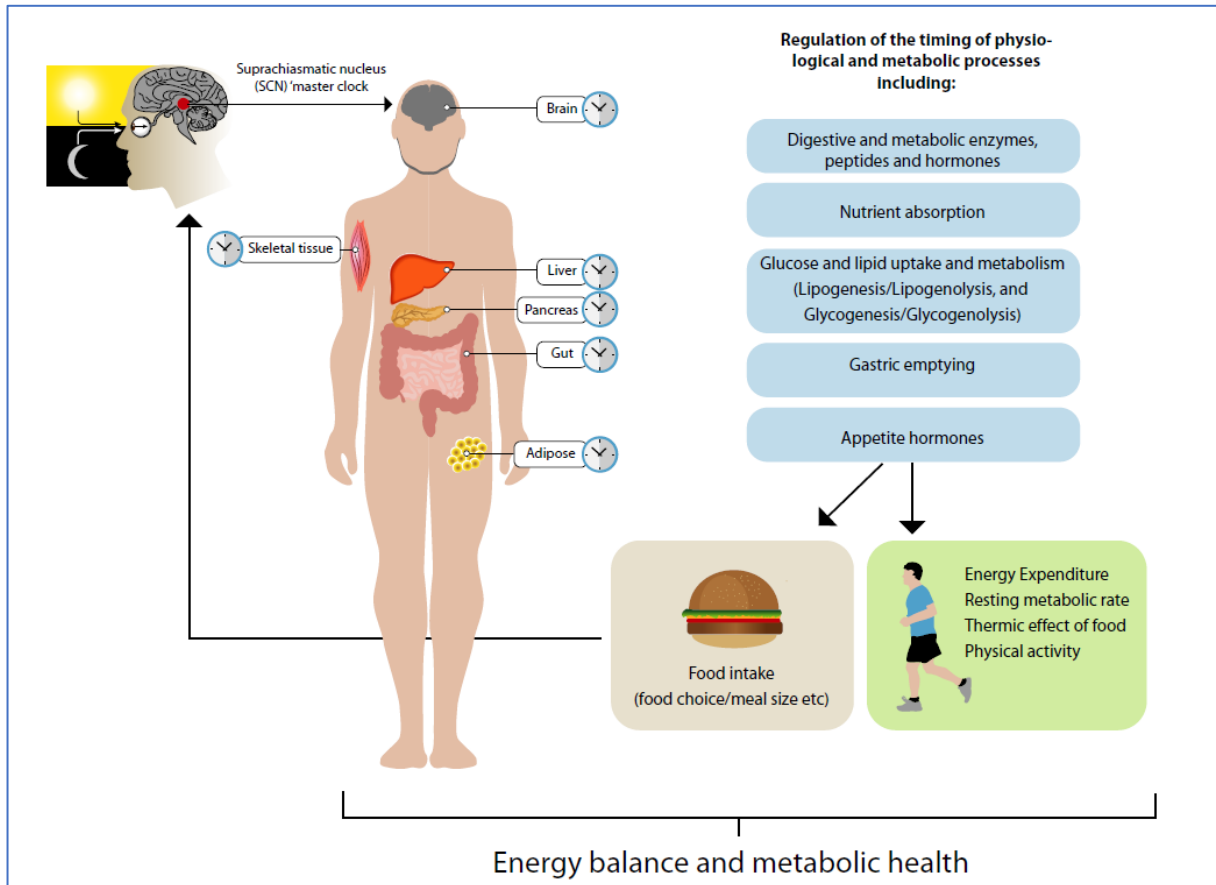 Suprachiasmatic nucleus
(SCN) ‘master clock
Brain
Skeletal tissue
Liver
Pancreas
Gut
Adipose
Regulation of the timing of physio-
logical and metabolic processes
including:
Digestive and metabolic enzymes,
peptides and hormones
Nutrient absorption
Glucose and lipid uptake and metabolism
(Lipogenesis/Lipogenolysis, and
Glycogenesis/Glycogenolysis)
Gastric emptying
Appetite hormones
Food intake
(food choice/meal size etc)
Energy Expenditure
Resting metabolic rate
Thermic effect of food
Physical activity
Energy balance and metabolic health